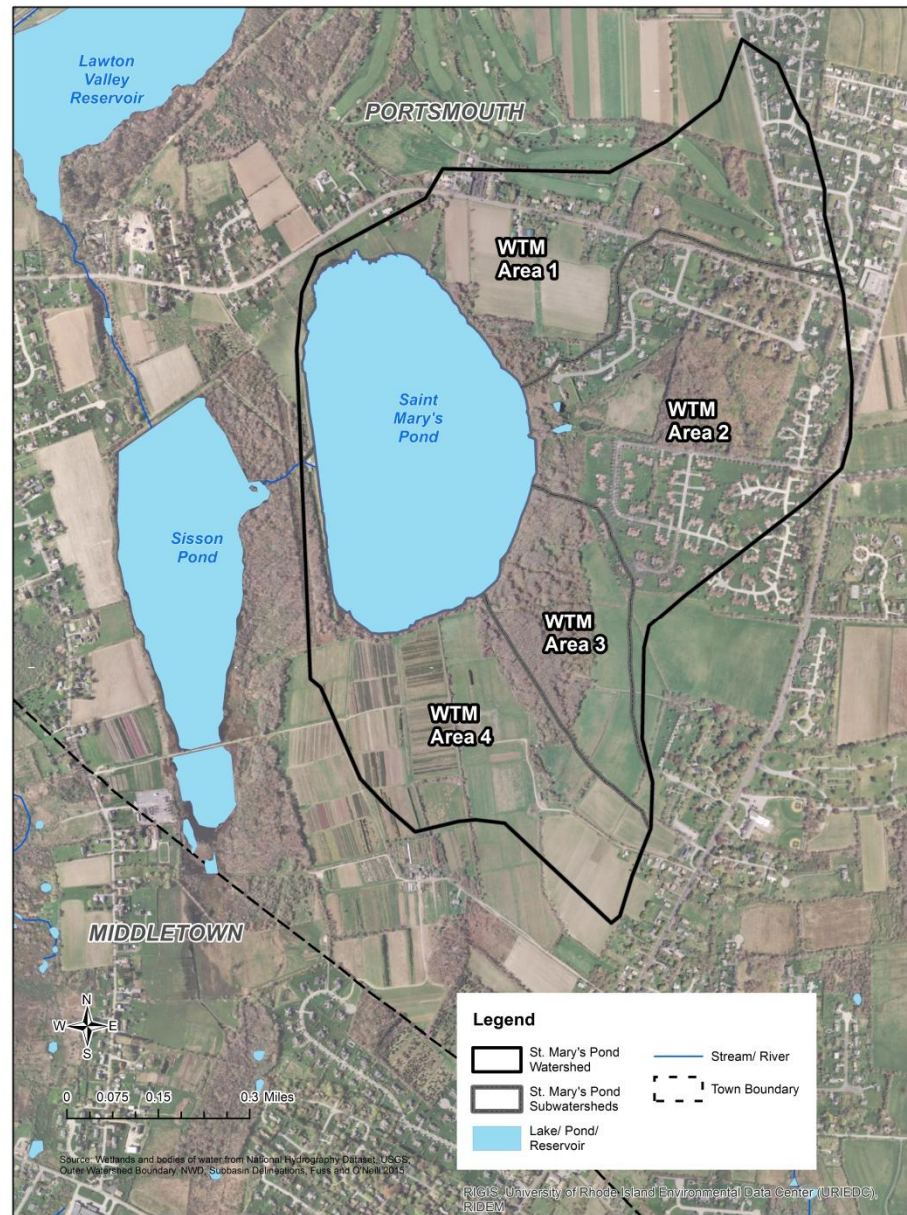 Lawton
Valley
Reservoir
PORTSMOUTH
WTM
Area 1
Saint
Mary's
Pond
WTM
Area 2
Sisson
Pond
WTM
Area 3
WTM
Area 4
MIDDLETOWN
N
W E
S
0 0.075 0.15 0.3 Miles
Legend
St. Mary's Pond
Watershed
St. Mary's Pond
Subwatersheds
Lake/ Pond/
Reservoir
Stream/ River
Town Boundary
Source: Wetlands and bodies of water from National Hydrography Dataset, USGS;
Outer Watershed Boundary, NWD; Subbasin Delineations, Fuss and O'Neill 2015
RIGIS, University of Rhode Island Environmental Data Center (URIEDC),
RIDEM